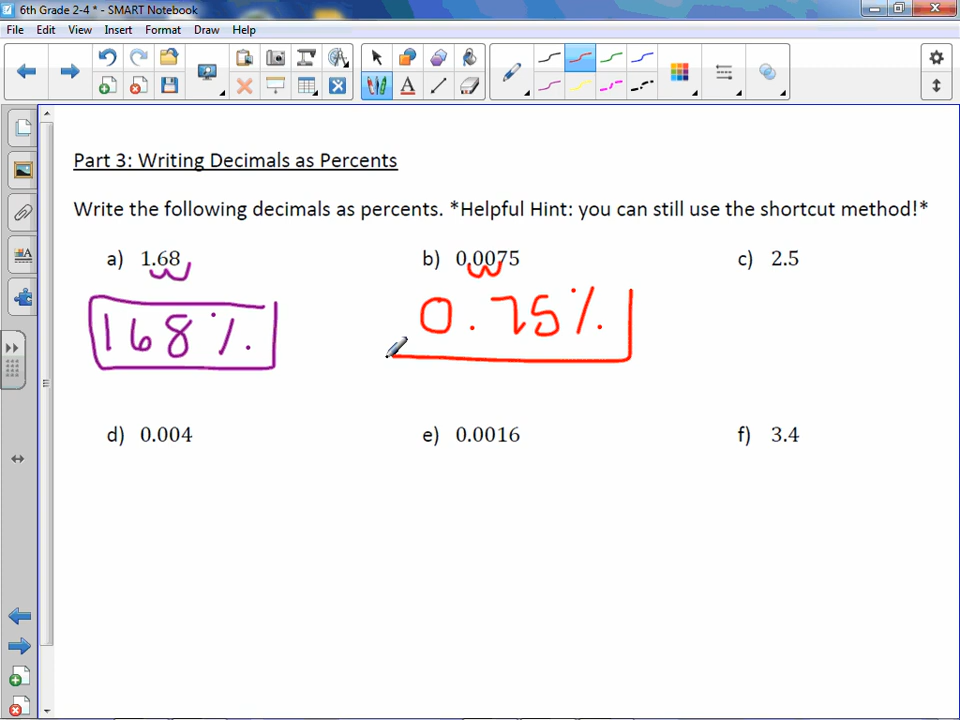 6th Grade 2-4 * - SMART Notebook
File Edit View Insert Format Draw Help
Part 3: Writing Decimals as Percents
Write the following decimals as percents. *Helpful Hint: you can still use the shortcut method!*
a) 1.68 b) 0.0075 c) 2.5
168% 0.75%
d) 0.004 e) 0.0016 f) 3.4